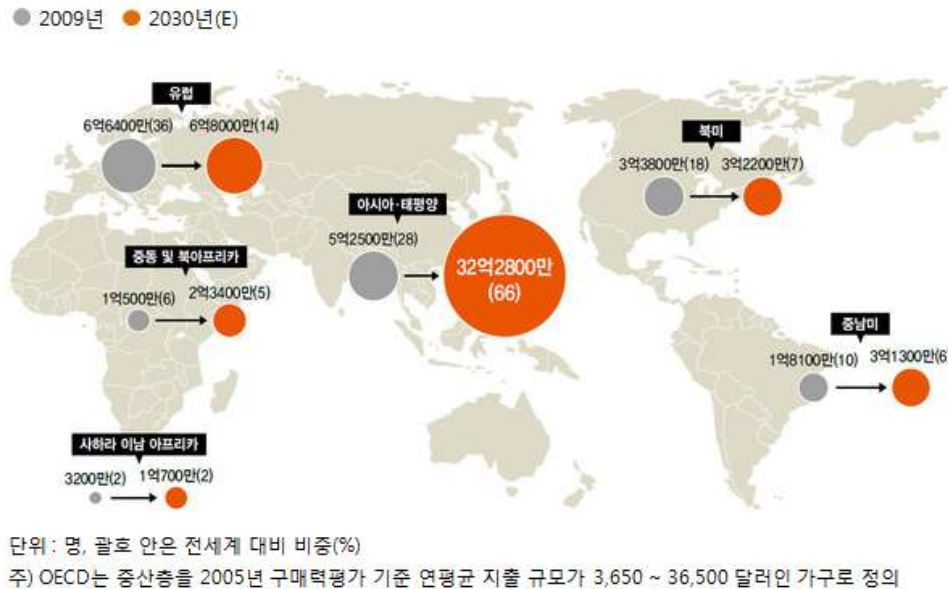 2009년 2030년(E)
유럽
6억6400만(36) 6억8000만(14)
북미
3억3800만(18) 3억2200만(7)
아시아·태평양
5억2500만(28)
32억2800만
(66)
중동 및 북아프리카
1억500만(6) 2억3400만(5)
중남미
1억8100만(10) 3억1300만(6
사하라 이남 아프리카
3200만(2) 1억700만(2)
단위 : 명, 괄호 안은 전세계 대비 비중(%)
주) OECD는 중산층을 2005년 구매력평가 기준 연평균 지출 규모가 3,650 ~ 36,500 달러인 가구로 정의